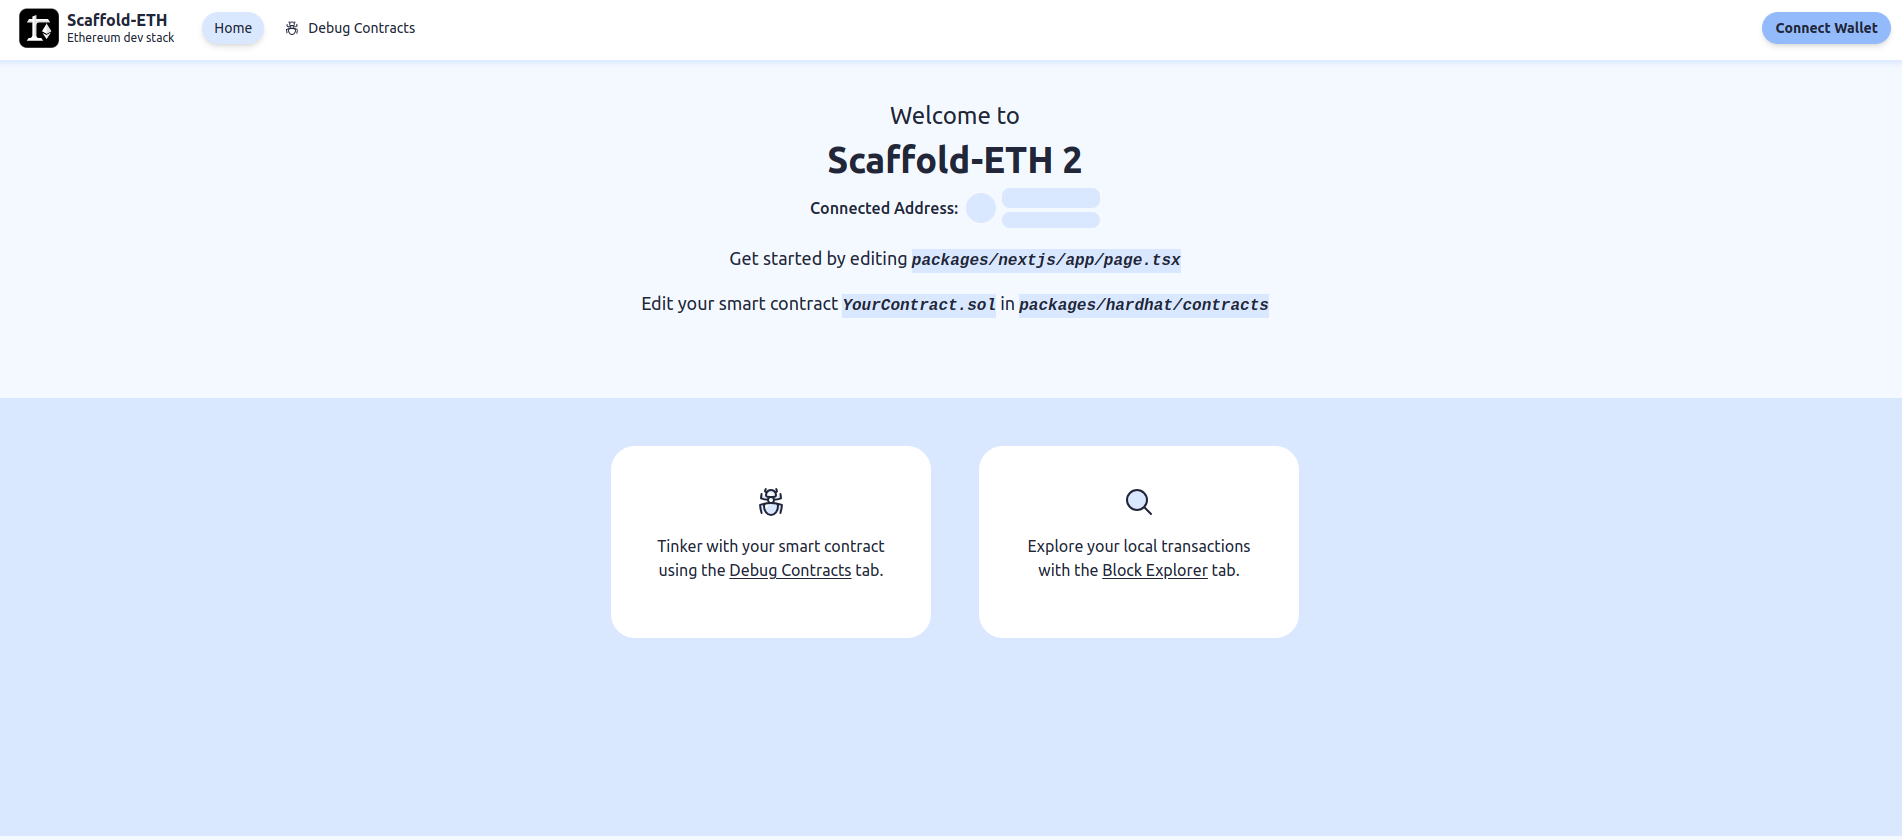 Scaffold-ETH
Ethereum dev stack
Home
Debug Contracts
Connect Wallet
Welcome to
Scaffold-ETH 2
Connected Address:
Get started by editing packages/nextjs/app/page.tsx
Edit your smart contract YourContract.sol in packages/hardhat/contracts
Tinker with your smart contract
using the Debug Contracts tab.
Explore your local transactions
with the Block Explorer tab.